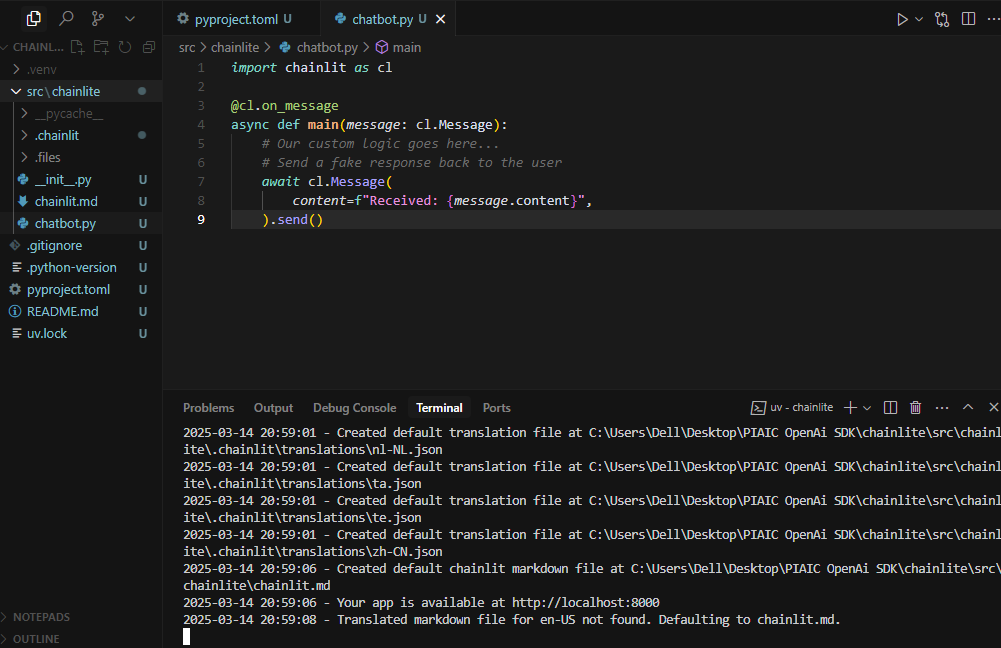 pyproject.toml U
chatbot.py U
CHAINL...
src > chainlite > chatbot.py > main
.venv
src\chainlite
__pycache__
.chainlit
.files
__init__.py U
chainlit.md U
chatbot.py U
.gitignore U
.python-version U
pyproject.toml U
README.md U
uv.lock U
NOTEPADS
OUTLINE
1 import chainlit as cl
2
3 @cl.on_message
4 async def main(message: cl.Message):
5 # Our custom logic goes here...
6 # Send a fake response back to the user
7 await cl.Message(
8 content=f"Received: {message.content}",
9 ).send()
Problems Output Debug Console Terminal Ports
uv - chainlite
2025-03-14 20:59:01 - Created default translation file at C:\Users\Dell\Desktop\PIAIC OpenAi SDK\chainlite\src\chainl
ite\.chainlit\translations\nl-NL.json
2025-03-14 20:59:01 - Created default translation file at C:\Users\Dell\Desktop\PIAIC OpenAi SDK\chainlite\src\chainl
ite\.chainlit\translations\ta.json
2025-03-14 20:59:01 - Created default translation file at C:\Users\Dell\Desktop\PIAIC OpenAi SDK\chainlite\src\chainl
ite\.chainlit\translations\te.json
2025-03-14 20:59:01 - Created default translation file at C:\Users\Dell\Desktop\PIAIC OpenAi SDK\chainlite\src\chainl
ite\.chainlit\translations\zh-CN.json
2025-03-14 20:59:06 - Created default chainlit markdown file at C:\Users\Dell\Desktop\PIAIC OpenAi SDK\chainlite\src\
chainlite\chainlit.md
2025-03-14 20:59:06 - Your app is available at http://localhost:8000
2025-03-14 20:59:08 - Translated markdown file for en-US not found. Defaulting to chainlit.md.